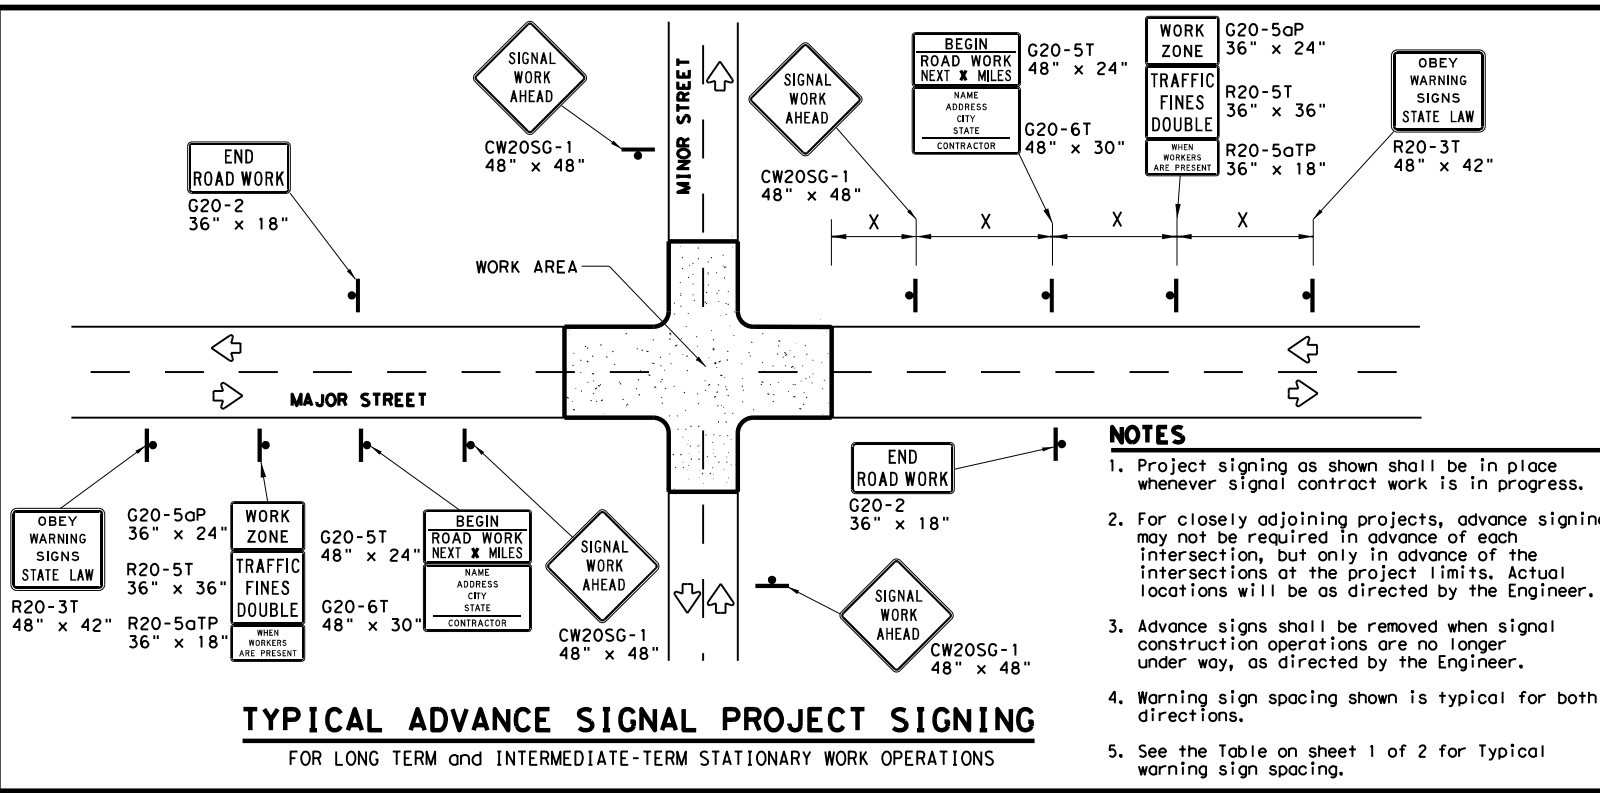 SIGNAL
WORK
AHEAD
CW20SG-1
48" x 48"
END
ROAD WORK
G20-2
36" x 18"
WORK AREA
MINOR STREET
SIGNAL
WORK
AHEAD
CW20SG-1
48" x 48"
BEGIN
ROAD WORK
NEXT X MILES
NAME
ADDRESS
CITY
STATE
CONTRACTOR
G20-5T
48" x 24"
G20-6T
48" x 30"
WORK
ZONE
TRAFFIC
FINES
DOUBLE
WHEN
WORKERS
ARE PRESENT
G20-5aP
36" x 24"
R20-5T
36" x 36"
R20-5aTP
36" x 18"
OBEY
WARNING
SIGNS
STATE LAW
R20-3T
48" x 42"
X
X
X
X
MAJOR STREET
OBEY
WARNING
SIGNS
STATE LAW
R20-3T
48" x 42"
G20-5aP
36" x 24"
R20-5T
36" x 36"
R20-5aTP
36" x 18"
WORK
ZONE
TRAFFIC
FINES
DOUBLE
WHEN
WORKERS
ARE PRESENT
G20-5T
48" x 24"
G20-6T
48" x 30"
BEGIN
ROAD WORK
NEXT X MILES
NAME
ADDRESS
CITY
STATE
CONTRACTOR
SIGNAL
WORK
AHEAD
CW20SG-1
48" x 48"
END
ROAD WORK
G20-2
36" x 18"
SIGNAL
WORK
AHEAD
CW20SG-1
48" x 48"
TYPICAL ADVANCE SIGNAL PROJECT SIGNING
FOR LONG TERM and INTERMEDIATE-TERM STATIONARY WORK OPERATIONS
NOTES
1. Project signing as shown shall be in place
whenever signal contract work is in progress.
2. For closely adjoining projects, advance signing
may not be required in advance of each
intersection, but only in advance of the
intersections at the project limits. Actual
locations will be as directed by the Engineer.
3. Advance signs shall be removed when signal
construction operations are no longer
under way, as directed by the Engineer.
4. Warning sign spacing shown is typical for both
directions.
5. See the Table on sheet 1 of 2 for Typical
warning sign spacing.